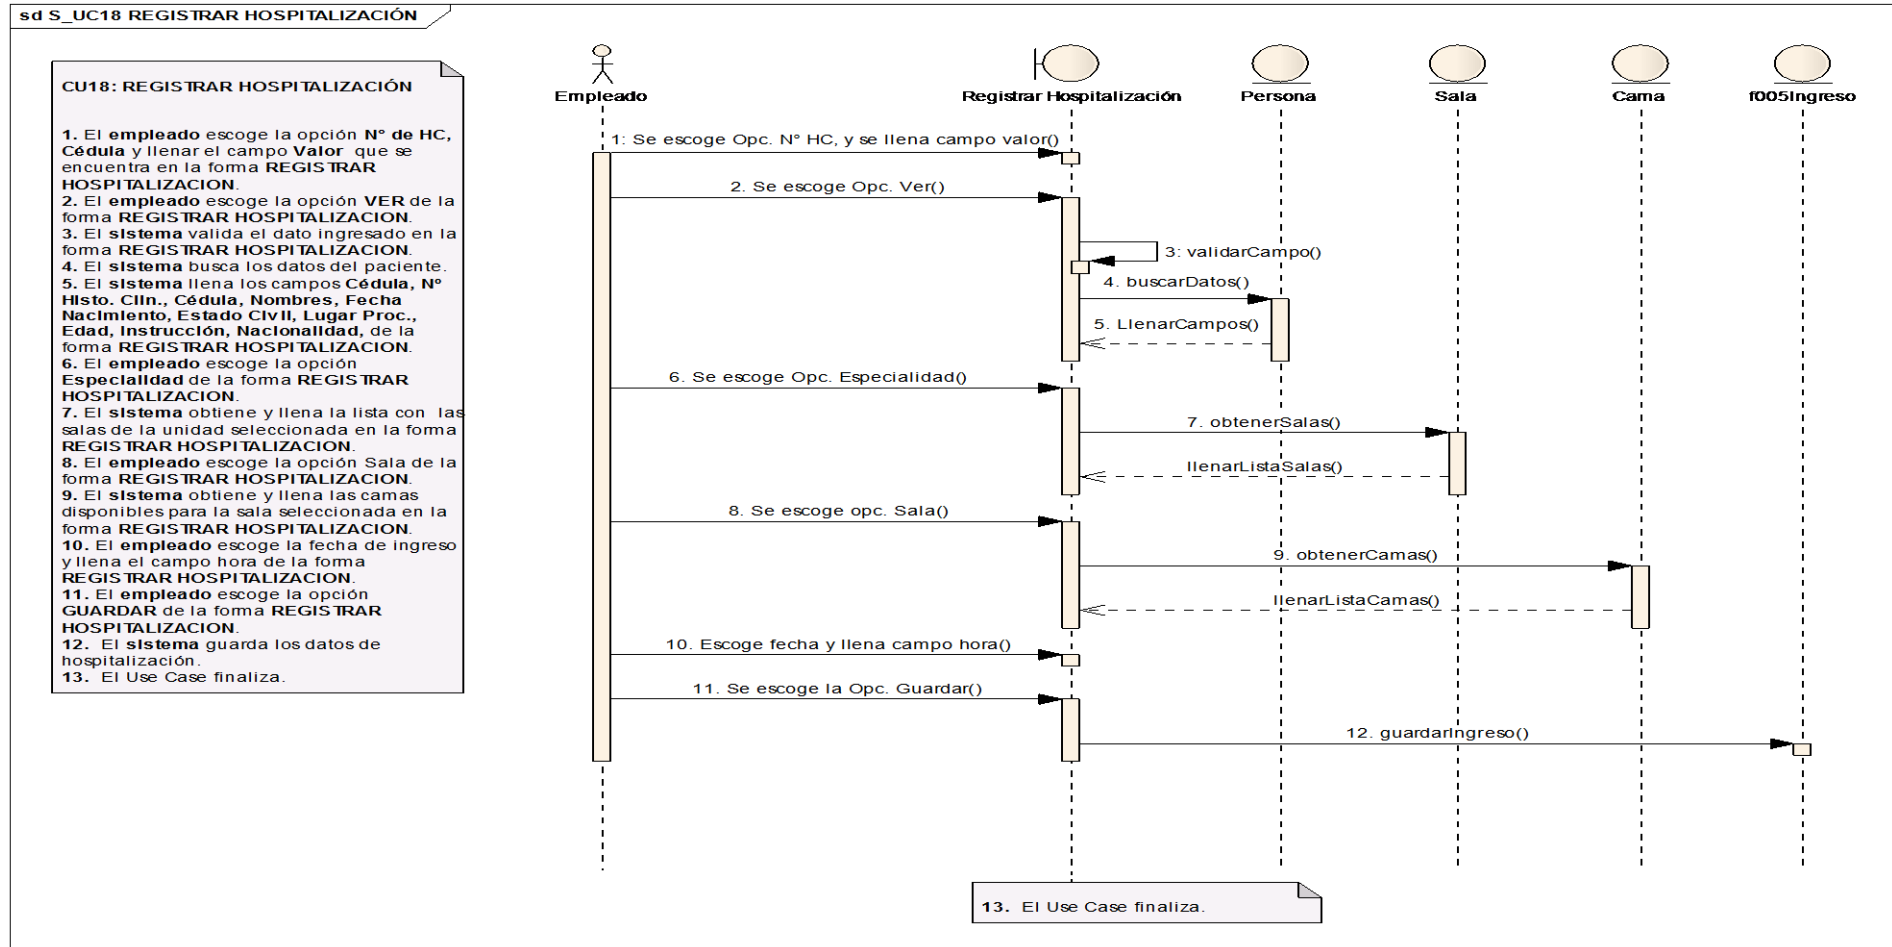 sd S_UC18 REGISTRAR HOSPITALIZACIÓN
CU18: REGISTRAR HOSPITALIZACIÓN
1. El empleado escoge la opción Nº de HC,
Cédula y llenar el campo Valor que se
encuentra en la forma REGISTRAR
HOSPITALIZACION.
2. El empleado escoge la opción VER de la
forma REGISTRAR HOSPITALIZACION.
3. El sistema valida el dato ingresado en la
forma REGISTRAR HOSPITALIZACION.
4. El sistema busca los datos del paciente.
5. El sistema llena los campos Cédula, Nº
Histo. Clín., Cédula, Nombres, Fecha
Nacimiento, Estado Civil, Lugar Proc.,
Edad, Instrucción, Nacionalidad, de la
forma REGISTRAR HOSPITALIZACION.
6. El empleado escoge la opción
Especialidad de la forma REGISTRAR
HOSPITALIZACION.
7. El sistema obtiene y llena la lista con las
salas de la unidad seleccionada en la forma
REGISTRAR HOSPITALIZACION.
8. El empleado escoge la opción Sala de la
forma REGISTRAR HOSPITALIZACION.
9. El sistema obtiene y llena las camas
disponibles para la sala seleccionada en la
forma REGISTRAR HOSPITALIZACION.
10. El empleado escoge la fecha de ingreso
y llena el campo hora de la forma
REGISTRAR HOSPITALIZACION.
11. El empleado escoge la opción
GUARDAR de la forma REGISTRAR
HOSPITALIZACION.
12. El sistema guarda los datos de
hospitalización.
13. El Use Case finaliza.
Empleado
Registrar Hospitalización
Persona
Sala
Cama
f005Ingreso
1: Se escoge Opc. N° HC, y se llena campo valor()
2. Se escoge Opc. Ver()
3: validarCampo()
4. buscarDatos()
5. LlenarCampos()
6. Se escoge Opc. Especialidad()
7. obtenerSalas()
llenarListaSalas()
8. Se escoge opc. Sala()
9. obtenerCamas()
llenarListaCamas()
10. Escoge fecha y llena campo hora()
11. Se escoge la Opc. Guardar()
12. guardarIngreso()
13. El Use Case finaliza.